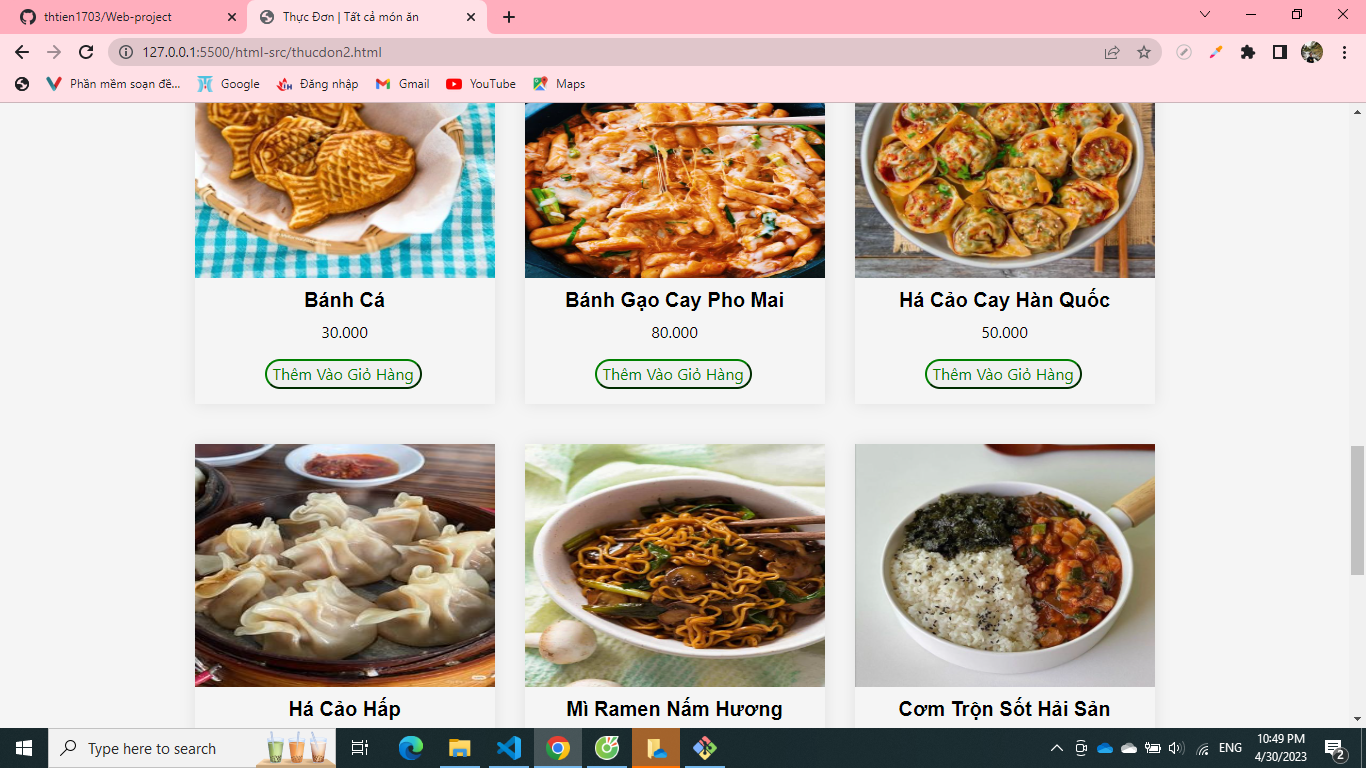 thtien1703/Web-project
Thực Đơn | Tất cả món ăn
127.0.0.1:5500/html-src/thucdon2.html
Phần mềm soạn đề...
Google
Đăng nhập
Gmail
YouTube
Maps
Bánh Cá
Bánh Gạo Cay Pho Mai
Há Cảo Cay Hàn Quốc
30.000
80.000
50.000
Thêm Vào Giỏ Hàng
Thêm Vào Giỏ Hàng
Thêm Vào Giỏ Hàng
Há Cảo Hấp
Mì Ramen Nấm Hương
Cơm Trộn Sốt Hải Sản
Type here to search
ENG
10:49 PM
4/30/2023
2